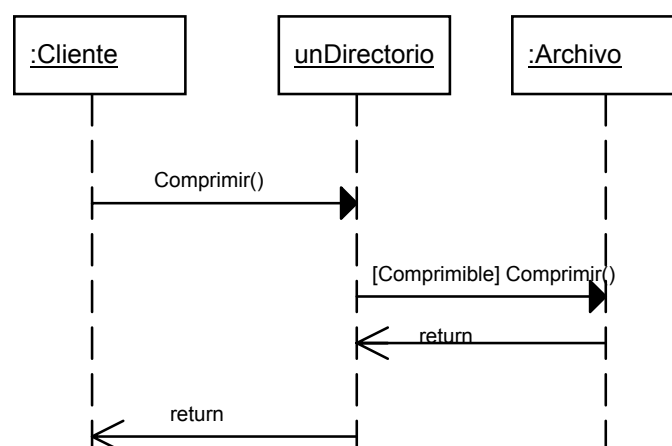 :Cliente
unDirectorio
:Archivo
Comprimir()
[Comprimible] Comprimir()
return
return